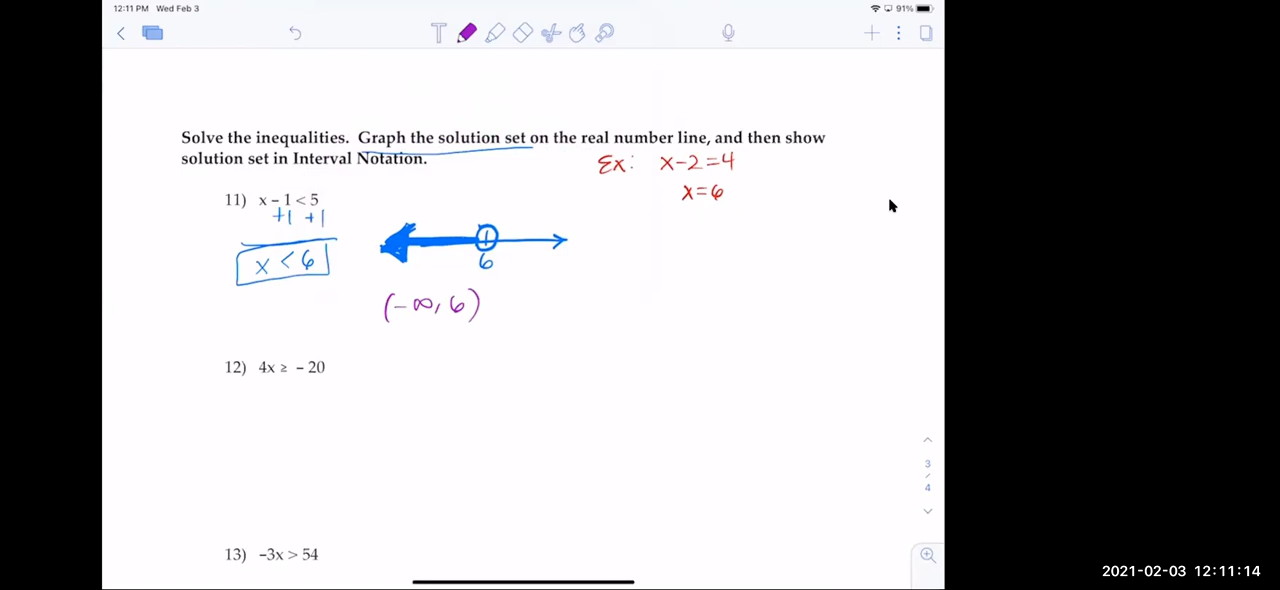 12:11 PM Wed Feb 3
91%
T
Solve the inequalities. Graph the solution set on the real number line, and then show
solution set in Interval Notation.
Ex: x-2=4
x=6
11) x - 1 < 5
+1 +1
x < 6
6
(-∞, 6)
12) 4x ≥ - 20
3
/
4
13) -3x > 54
2021-02-03 12:11:14